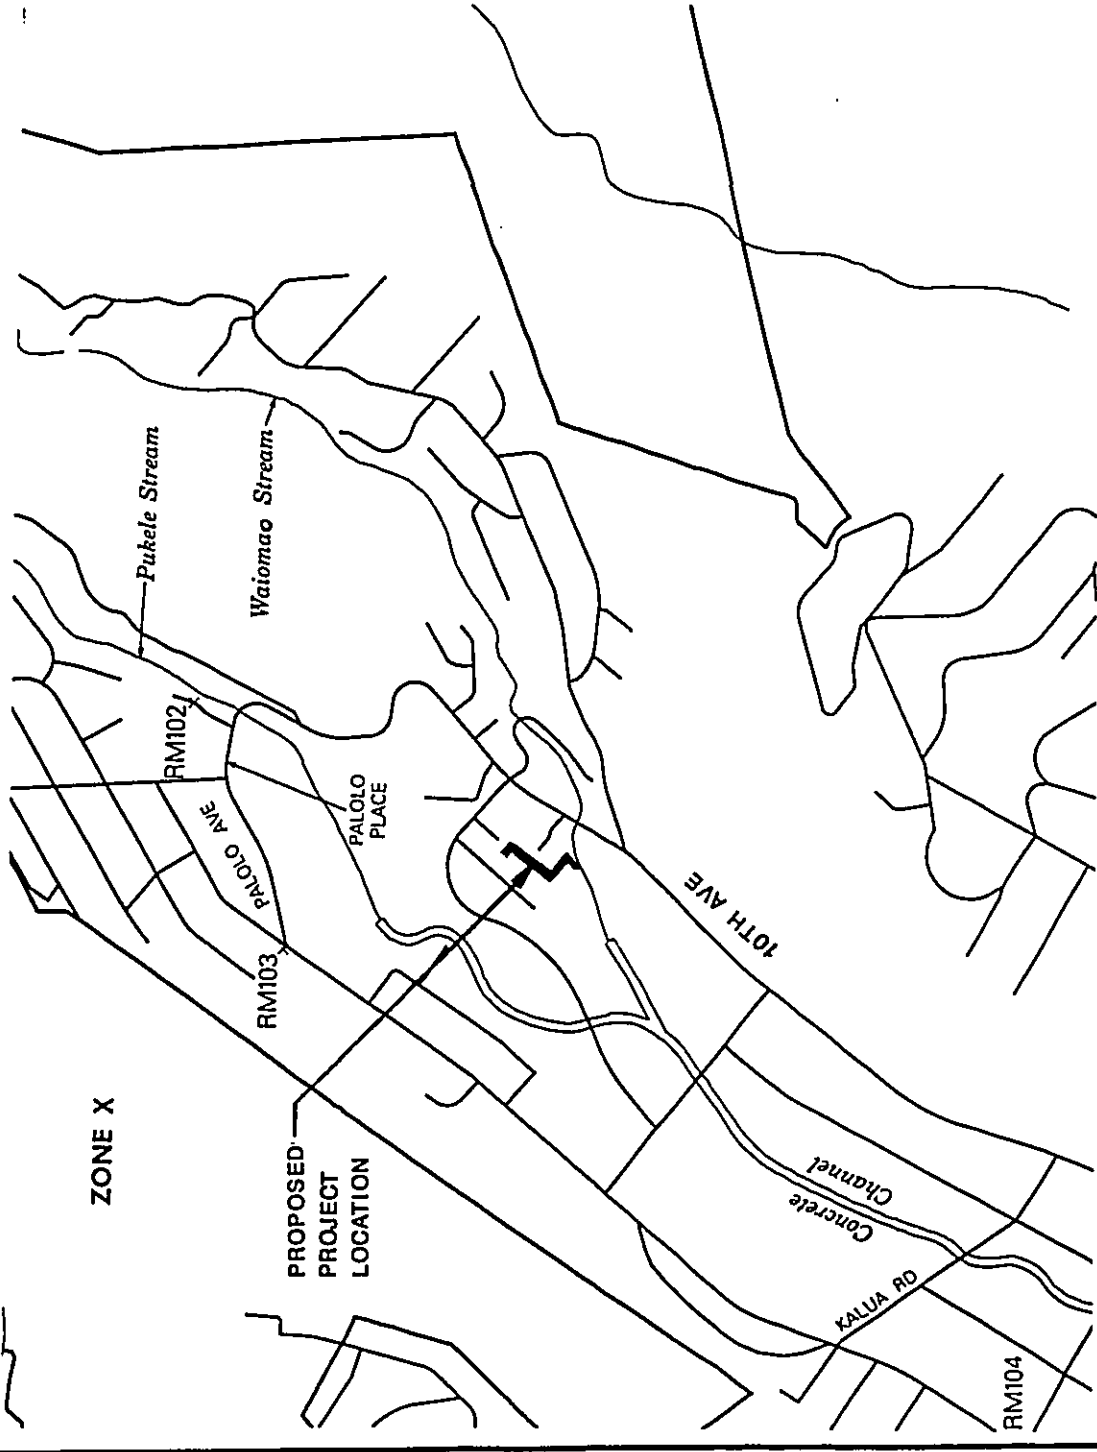 Pukele Stream
Waiomao Stream
RM102
PALOLO AVE
PALOLO
PLACE
RM103
10TH AVE
ZONE X
PROPOSED
PROJECT
LOCATION
Concrete
Channel
KALUA RD
RM104